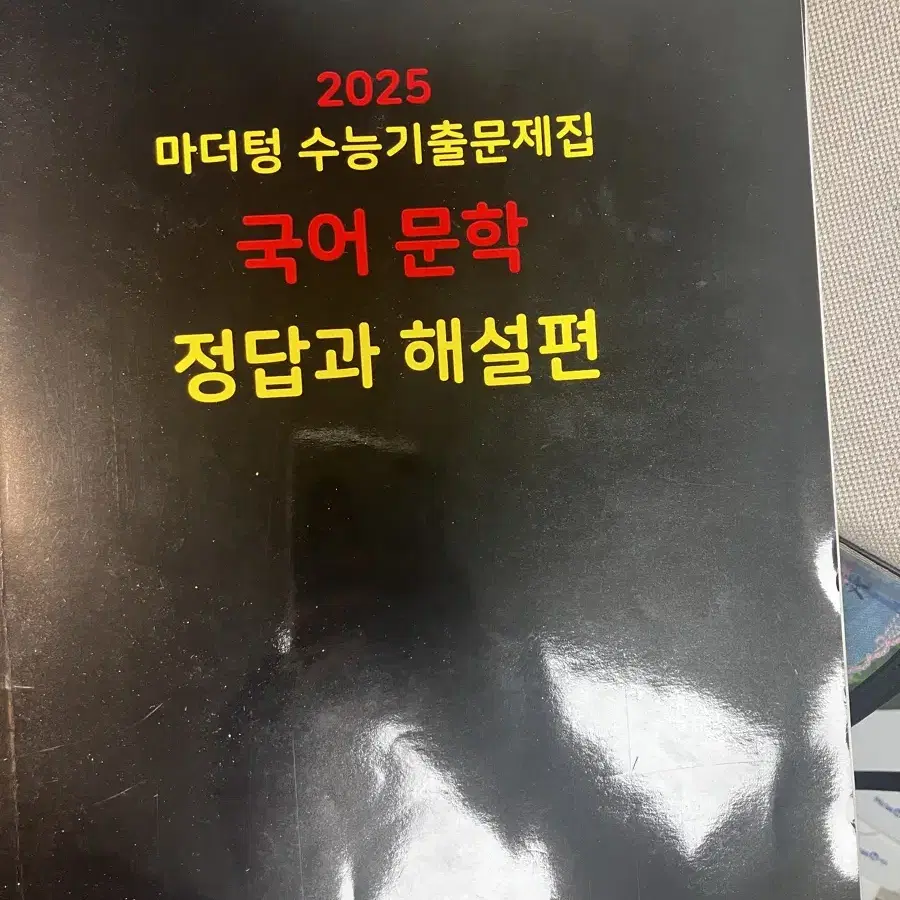 2025
마더텅 수능기출문제집
국어 문학
정답과 해설편